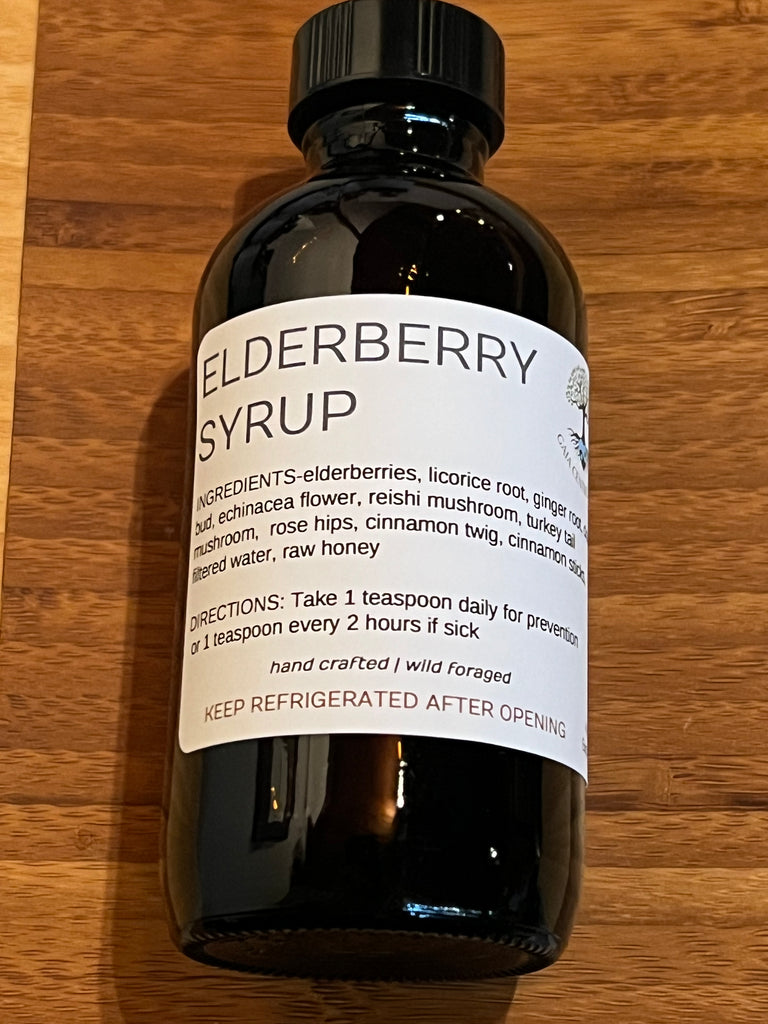 ELDERBERRY
SYRUP
GAIA
INGREDIENTS-elderberries, licorice root, ginger root,
bud, echinacea flower, reishi mushroom, turkey tail
mushroom, rose hips, cinnamon twig, cinnamon sticks,
filtered water, raw honey
DIRECTIONS: Take 1 teaspoon daily for prevention
or 1 teaspoon every 2 hours if sick
hand crafted | wild foraged
KEEP REFRIGERATED AFTER OPENING